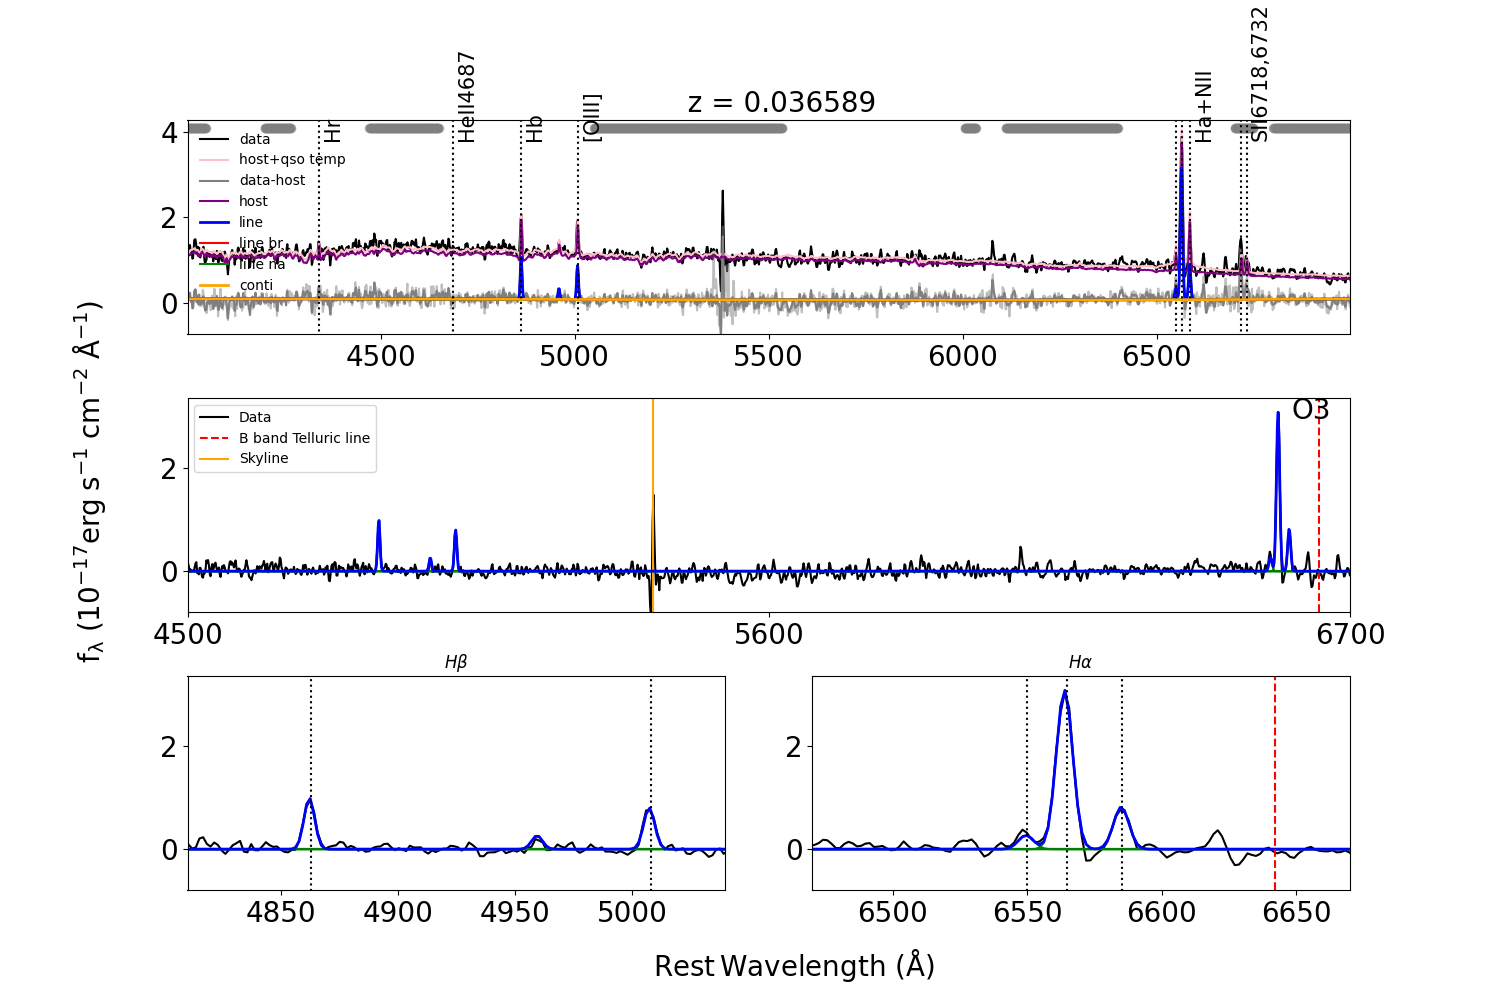 z = 0.036589
Hr
HeII4687
Hb
[OIII]
Ha+NII
SII6718,6732
data
host+qso temp
data-host
host
line
line br
line na
conti
4
2
0
4500 5000 5500 6000 6500
fλ (10⁻¹⁷erg s⁻¹ cm⁻² Å⁻¹)
Data
B band Telluric line
Skyline
O3
2
0
4500 5600 6700
Hβ
2
0
4850 4900 4950 5000
Hα
2
0
6500 6550 6600 6650
Rest Wavelength (Å)